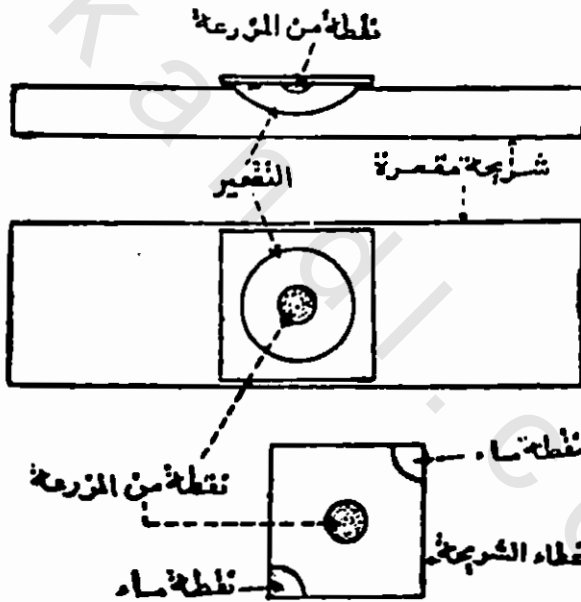 نقطة من المزرعة
شريحة مقعرة
التقعير
نقطة ماء
نقطة من المزرعة
غطاء الشريحة
نقطة ماء